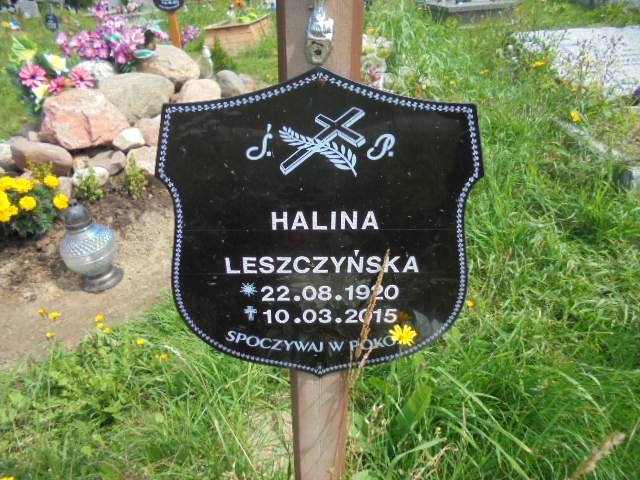 Ś. P.
HALINA
LESZCZYŃSKA
* 22.08.1920
✝ 10.03.2015
SPOCZYWAJ W POKOJU